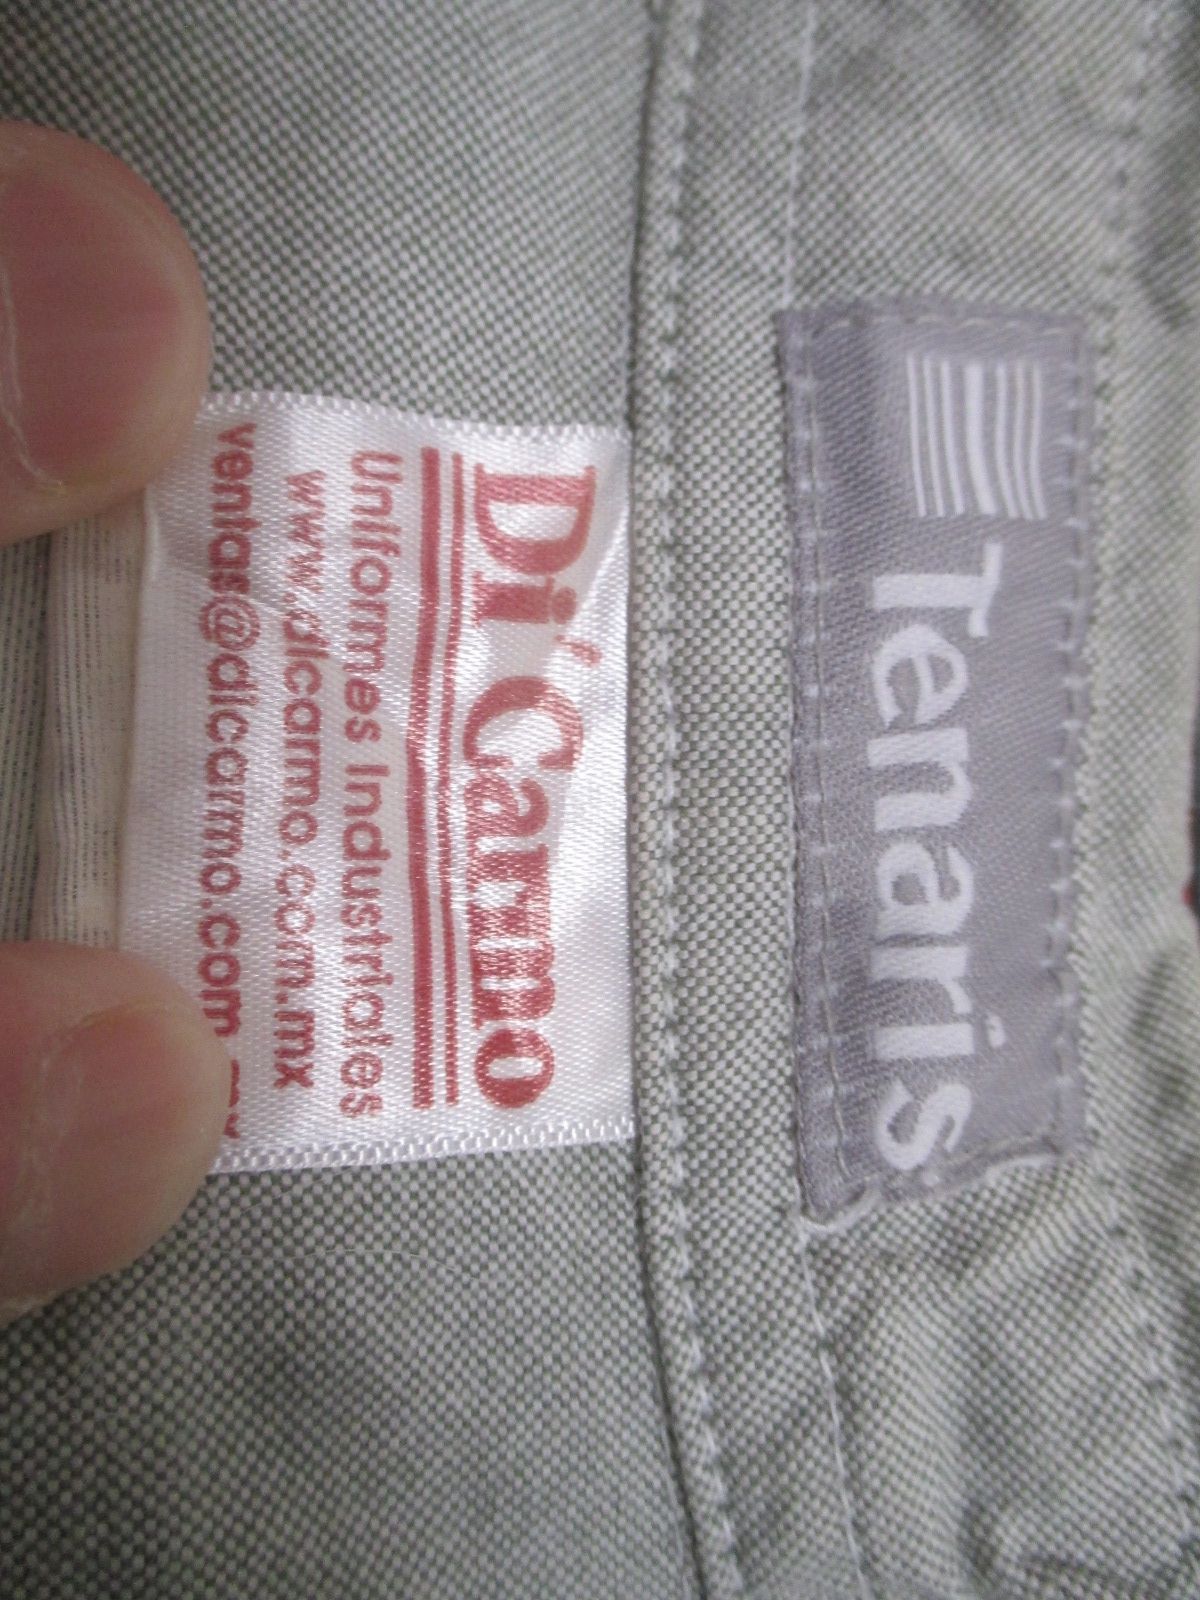 Tenaris
Di' Carmo
Uniformes Industriales
www.dicarmo.com.mx
ventas@dicarmo.com